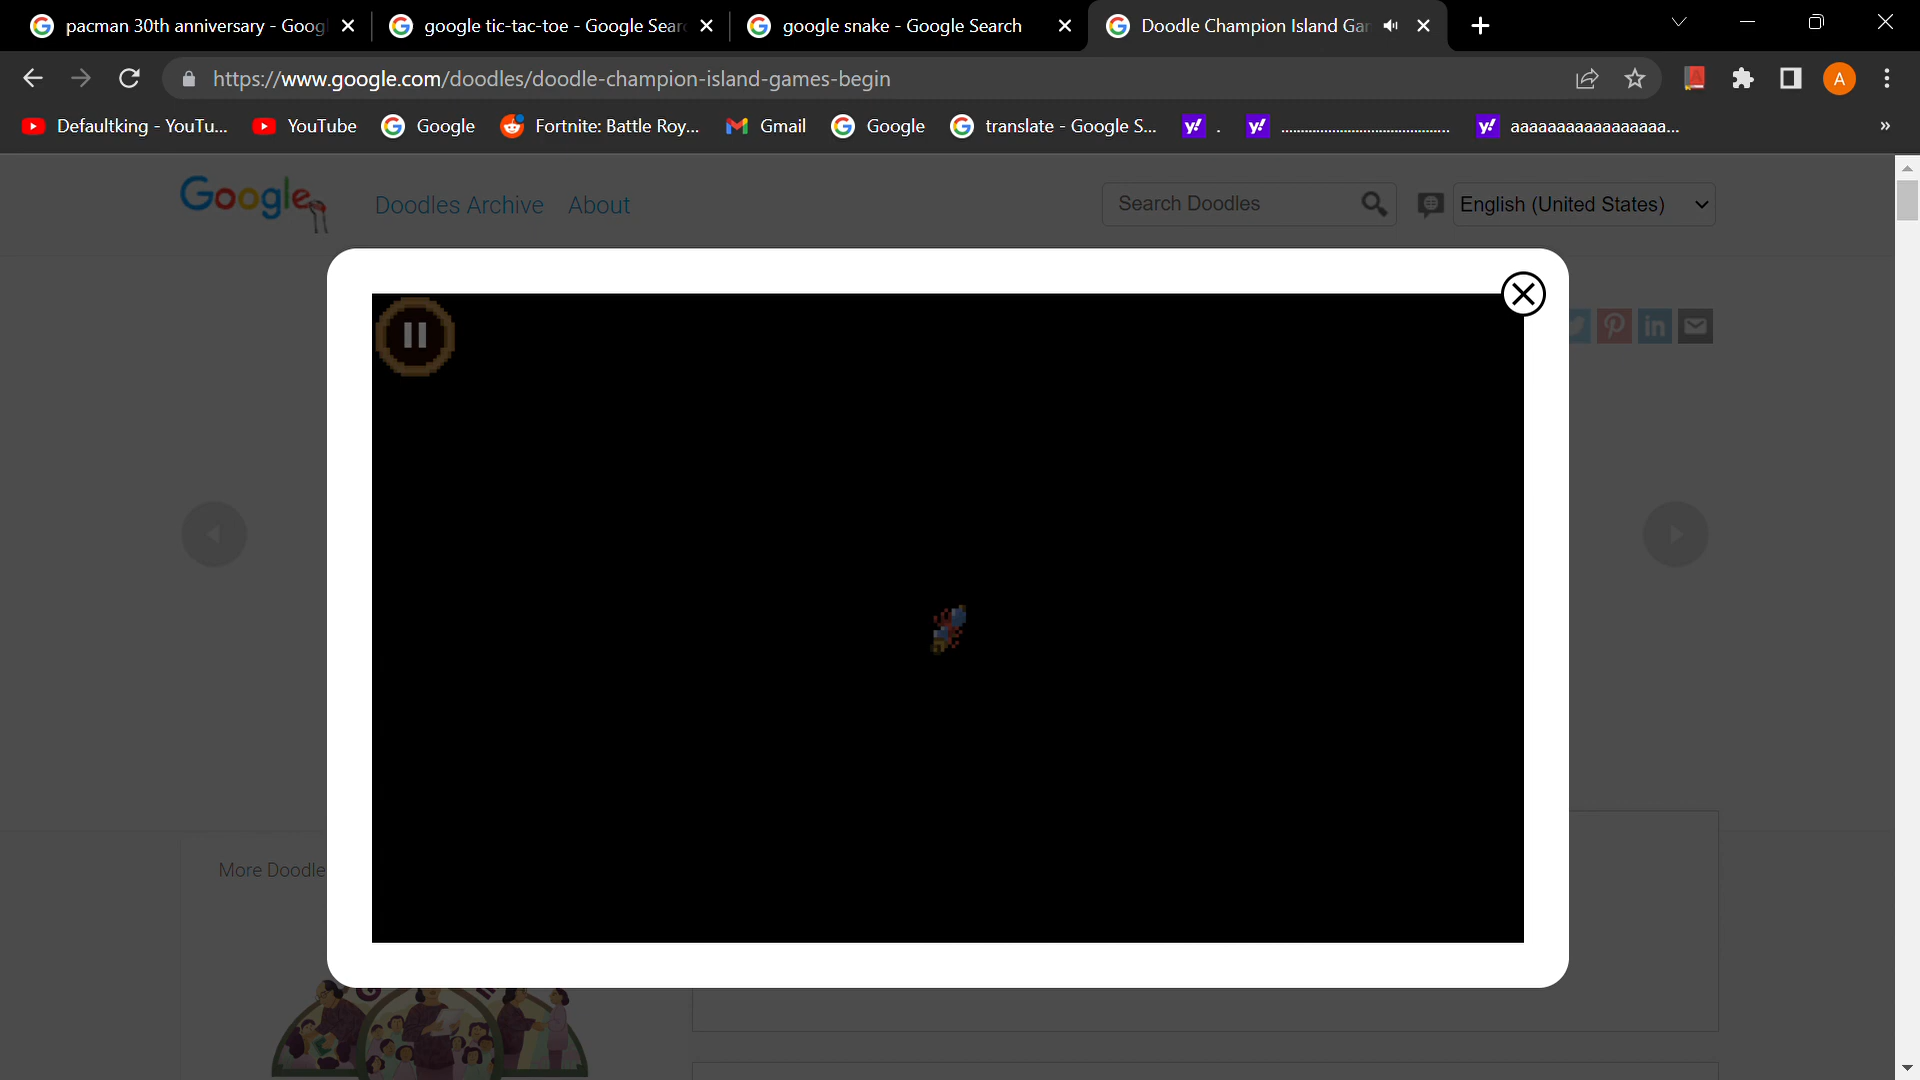 pacman 30th anniversary - Goog
google tic-tac-toe - Google Sear
google snake - Google Search
Doodle Champion Island Gar
https://www.google.com/doodles/doodle-champion-island-games-begin
A
Defaultking - YouTu...
YouTube
Google
Fortnite: Battle Roy...
Gmail
Google
translate - Google S...
y! .
y! ............................................
y! aaaaaaaaaaaaaaaaa...
»
Google
Doodles Archive
About
Search Doodles
English (United States)
in
More Doodle